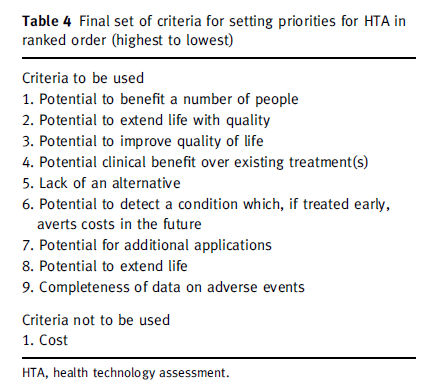 Table 4 Final set of criteria for setting priorities for HTA in
ranked order (highest to lowest)
Criteria to be used
1. Potential to benefit a number of people
2. Potential to extend life with quality
3. Potential to improve quality of life
4. Potential clinical benefit over existing treatment(s)
5. Lack of an alternative
6. Potential to detect a condition which, if treated early,
averts costs in the future
7. Potential for additional applications
8. Potential to extend life
9. Completeness of data on adverse events
Criteria not to be used
1. Cost
HTA, health technology assessment.